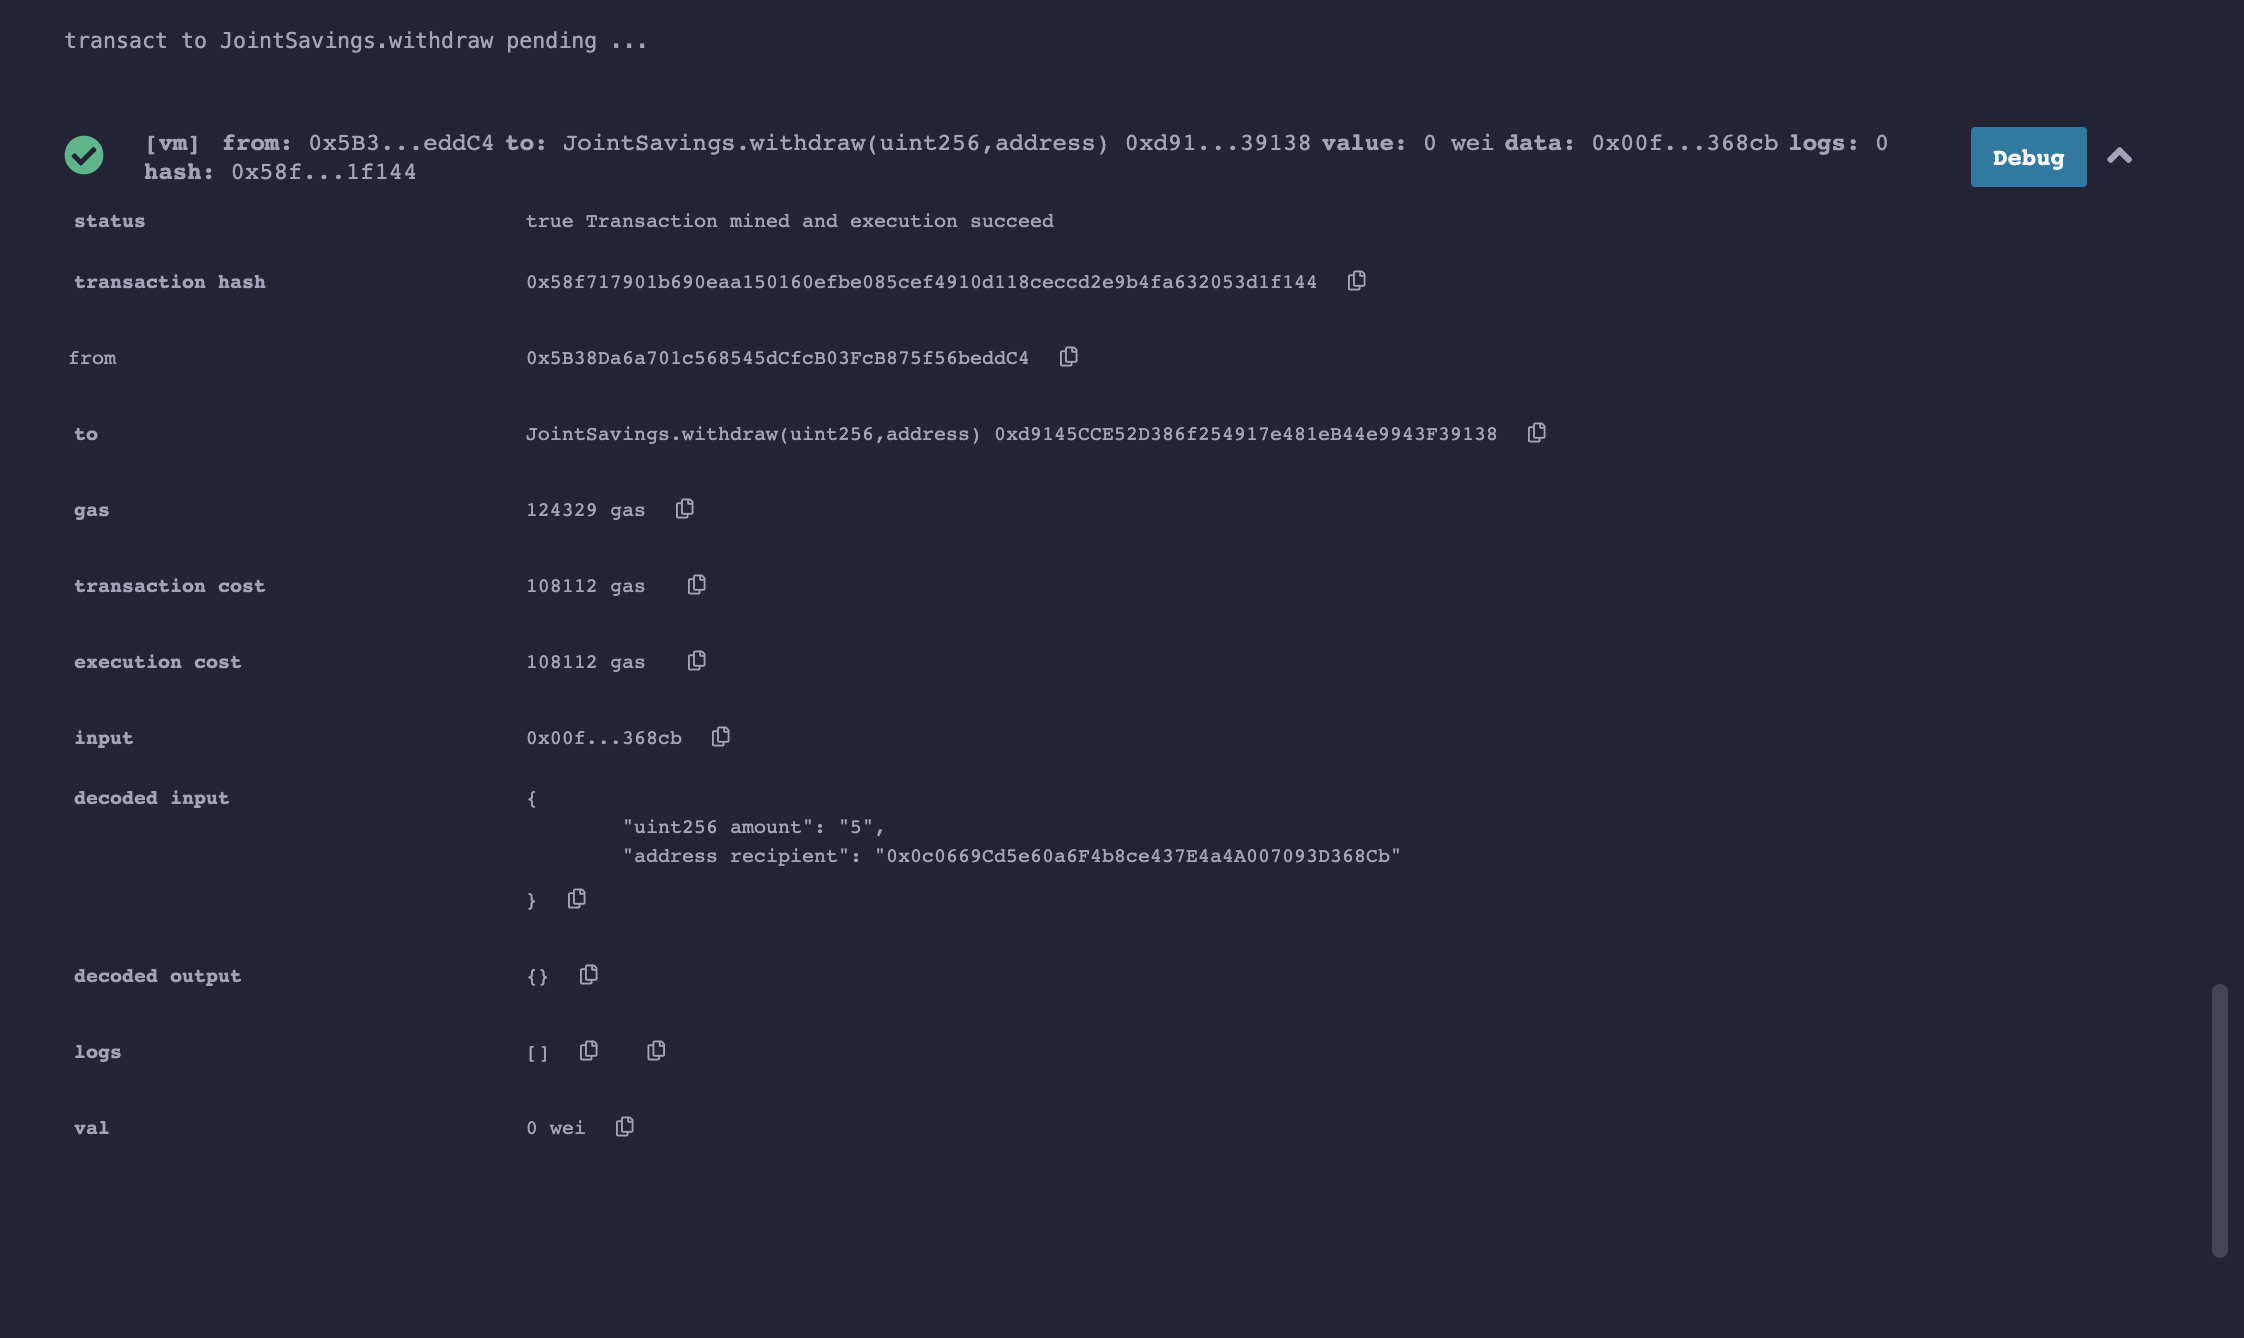 transact to JointSavings.withdraw pending ...
[vm] from: 0x5B3...eddC4 to: JointSavings.withdraw(uint256,address) 0xd91...39138 value: 0 wei data: 0x00f...368cb logs: 0
hash: 0x58f...1f144
Debug
status true Transaction mined and execution succeed
transaction hash 0x58f717901b690eaa150160efbe085cef4910d118ceccd2e9b4fa632053d1f144
from 0x5B38Da6a701c568545dCfcB03FcB875f56beddC4
to JointSavings.withdraw(uint256,address) 0xd9145CCE52D386f254917e481eB44e9943F39138
gas 124329 gas
transaction cost 108112 gas
execution cost 108112 gas
input 0x00f...368cb
decoded input {
"uint256 amount": "5",
"address recipient": "0x0c0669Cd5e60a6F4b8ce437E4a4A007093D368Cb"
}
decoded output {}
logs []
val 0 wei